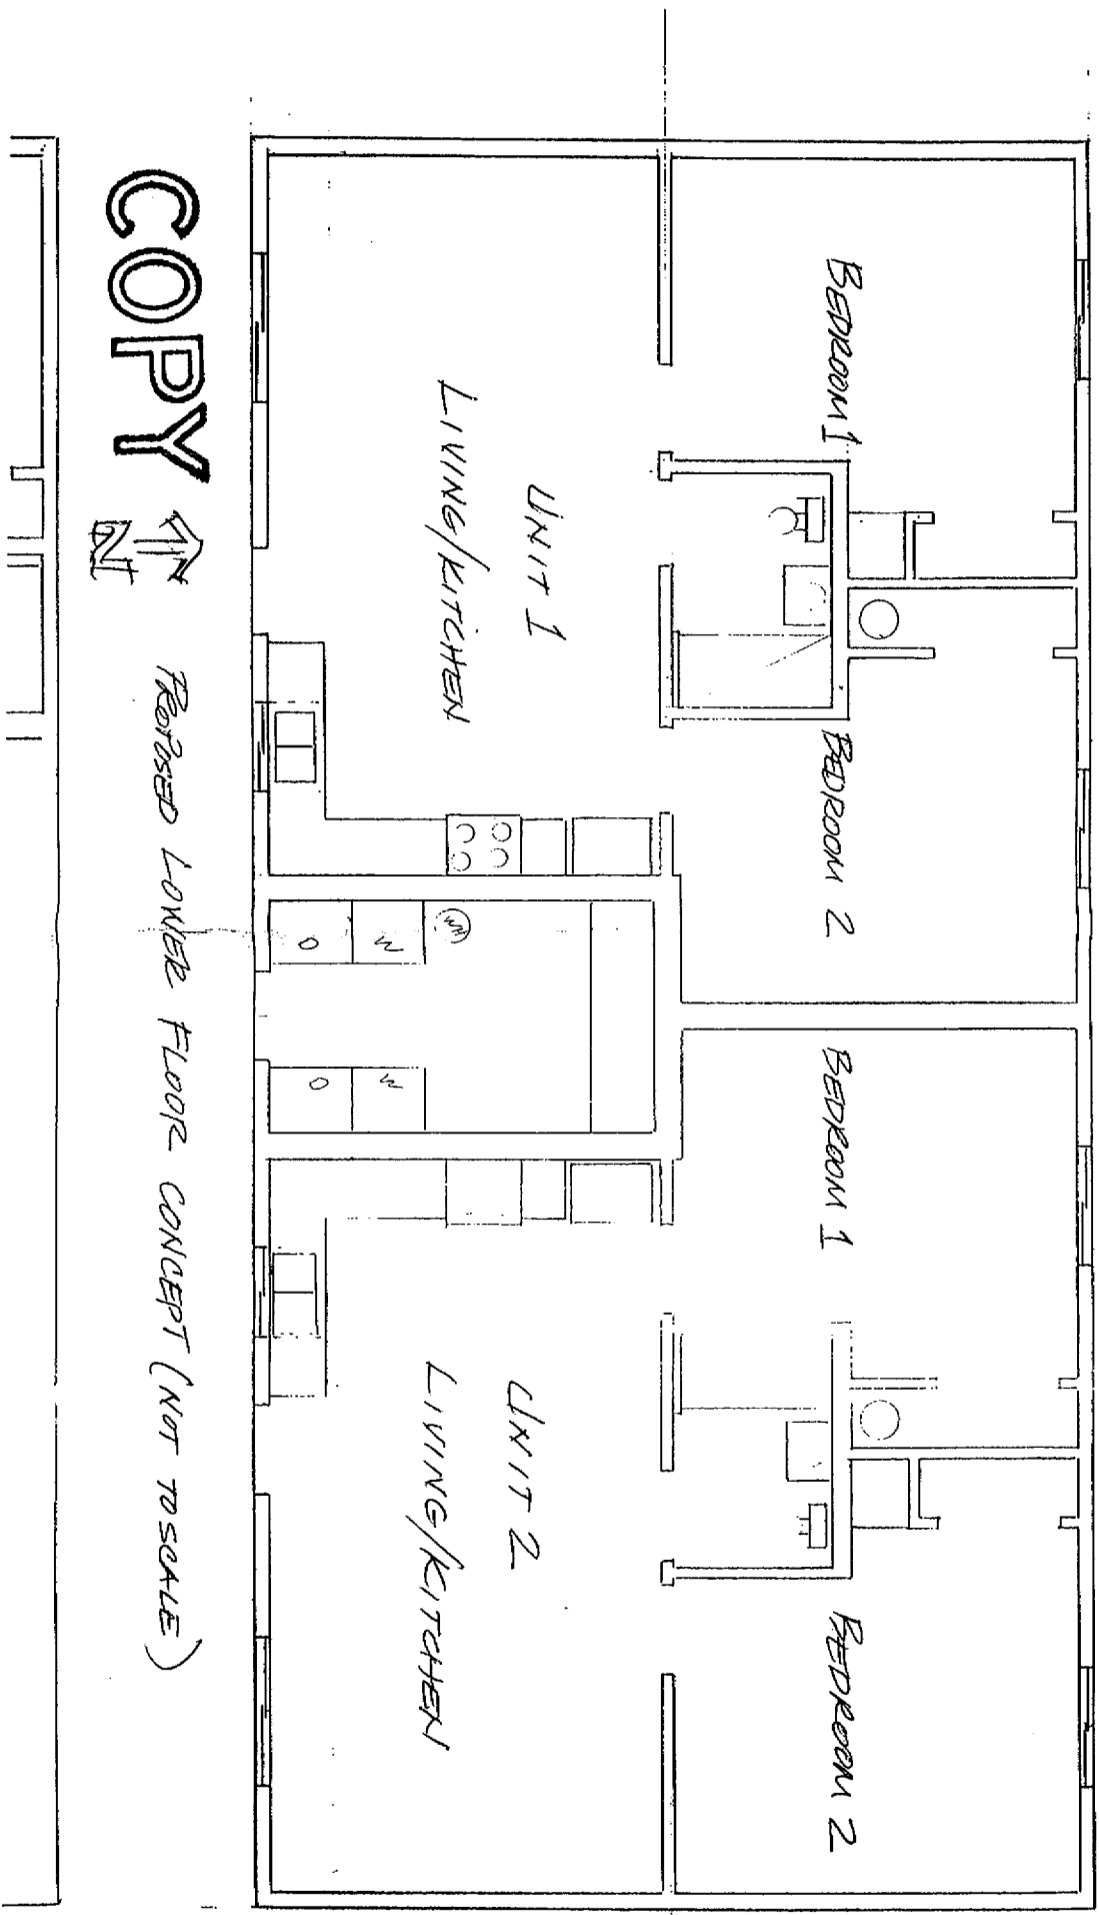 BEDROOM 1
BEDROOM 2
BEDROOM 1
BEDROOM 2
UNIT 1
LIVING/KITCHEN
UNIT 2
LIVING/KITCHEN
WH
W
D
W
D
COPY
N
N
PROPOSED LOWER FLOOR CONCEPT (NOT TO SCALE)